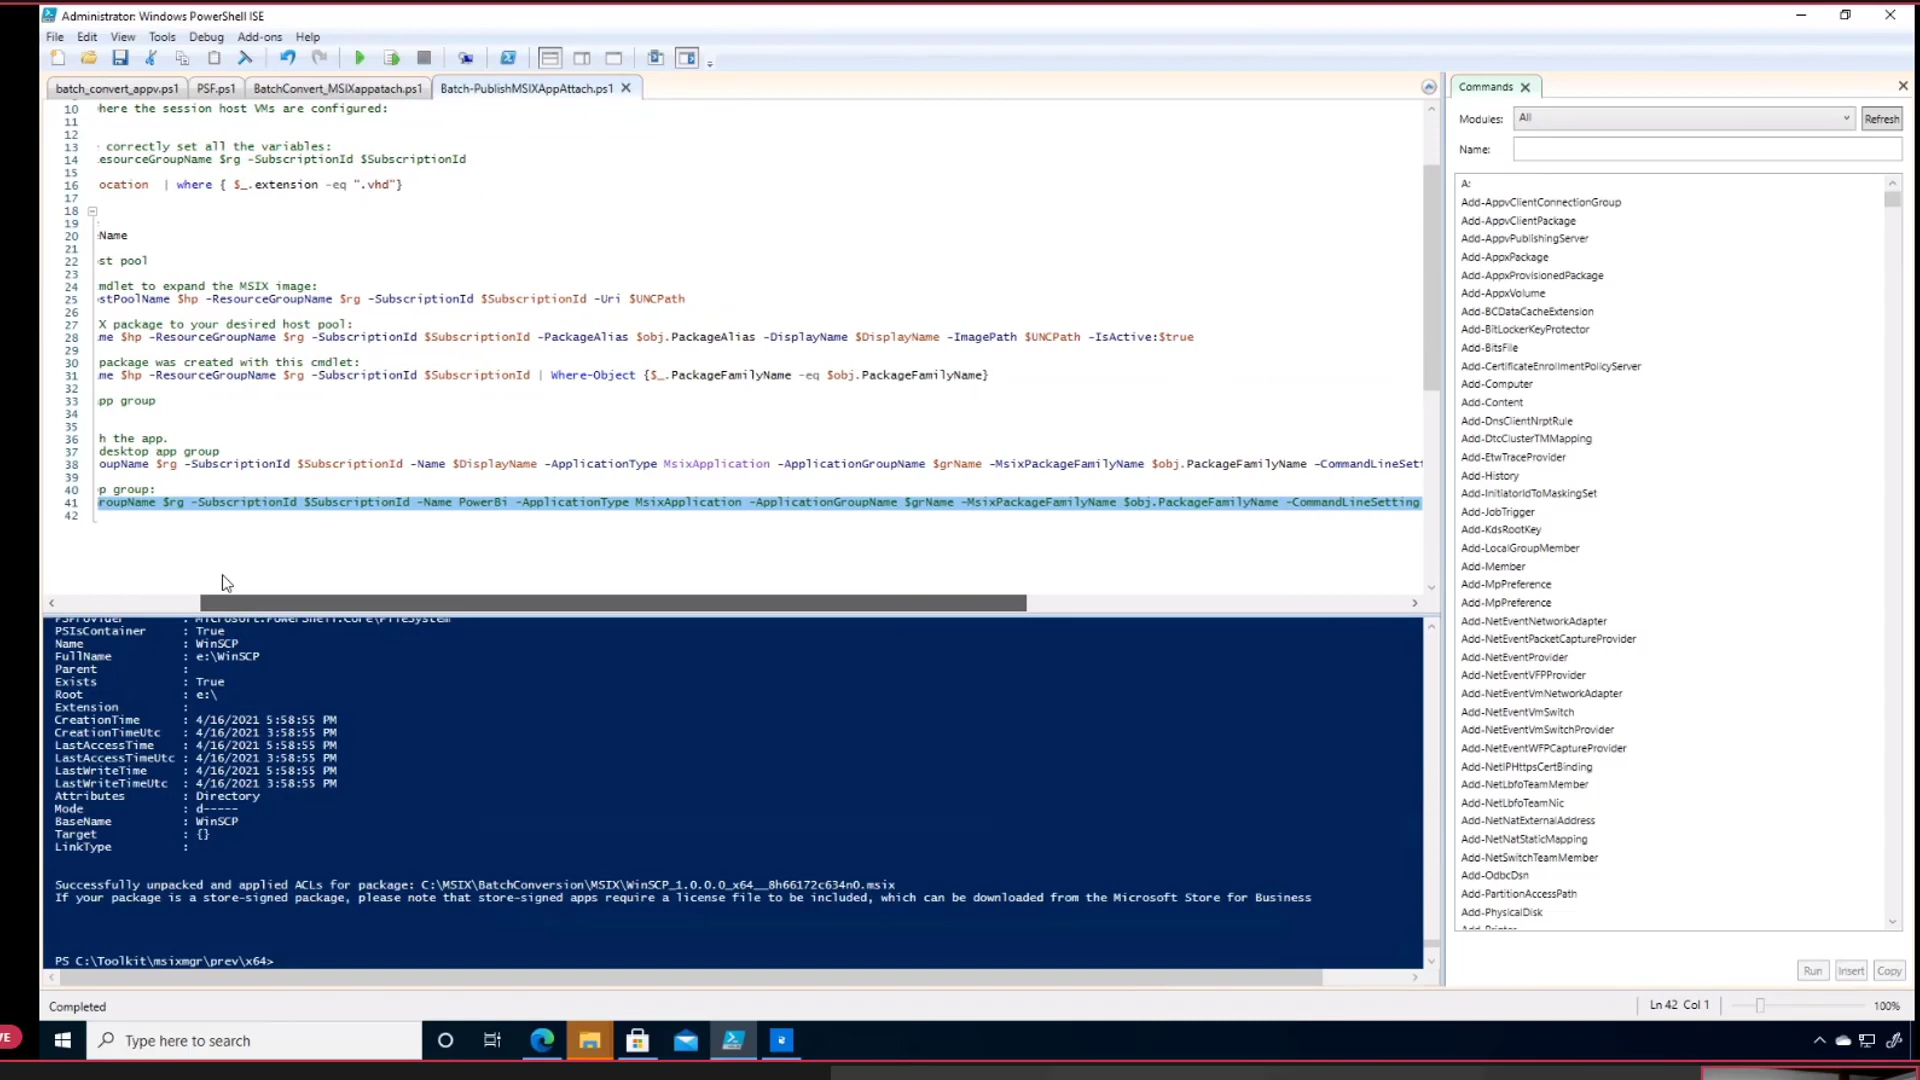 Administrator: Windows PowerShell ISE
File Edit View Tools Debug Add-ons Help
batch_convert_appv.ps1 PSF.ps1 BatchConvert_MSIXappatach.ps1 Batch-PublishMSIXAppAttach.ps1
10 here the session host VMs are configured:
11
12
13 correctly set all the variables:
14 esourceGroupName $rg -SubscriptionId $SubscriptionId
15
16 ocation | where { $_.extension -eq ".vhd"}
17
18
19
20 Name
21
22 st pool
23
24 mdlet to expand the MSIX image:
25 stPoolName $hp -ResourceGroupName $rg -SubscriptionId $SubscriptionId -Uri $UNCPath
26
27 X package to your desired host pool:
28 me $hp -ResourceGroupName $rg -SubscriptionId $SubscriptionId -PackageAlias $obj.PackageAlias -DisplayName $DisplayName -ImagePath $UNCPath -IsActive:$true
29
30 package was created with this cmdlet:
31 me $hp -ResourceGroupName $rg -SubscriptionId $SubscriptionId | Where-Object {$_.PackageFamilyName -eq $obj.PackageFamilyName}
32
33 pp group
34
35
36 h the app.
37 desktop app group
38 oupName $rg -SubscriptionId $SubscriptionId -Name $DisplayName -ApplicationType MsixApplication -ApplicationGroupName $grName -MsixPackageFamilyName $obj.PackageFamilyName -CommandLineSett
39
40 p group:
41 roupName $rg -SubscriptionId $SubscriptionId -Name PowerBi -ApplicationType MsixApplication -ApplicationGroupName $grName -MsixPackageFamilyName $obj.PackageFamilyName -CommandLineSetting
42
PSProvider : Microsoft.PowerShell.Core\FileSystem
PSIsContainer : True
Name : WinSCP
FullName : e:\WinSCP
Parent :
Exists : True
Root : e:\
Extension :
CreationTime : 4/16/2021 5:58:55 PM
CreationTimeUtc : 4/16/2021 3:58:55 PM
LastAccessTime : 4/16/2021 5:58:55 PM
LastAccessTimeUtc : 4/16/2021 3:58:55 PM
LastWriteTime : 4/16/2021 5:58:55 PM
LastWriteTimeUtc : 4/16/2021 3:58:55 PM
Attributes : Directory
Mode : d-----
BaseName : WinSCP
Target : {}
LinkType :
Successfully unpacked and applied ACLs for package: C:\MSIX\BatchConversion\MSIX\WinSCP_1.0.0.0_x64__8h66172c634n0.msix
If your package is a store-signed package, please note that store-signed apps require a license file to be included, which can be downloaded from the Microsoft Store for Business
PS C:\Toolkit\msixmgr\prev\x64>
Commands
Modules: All Refresh
Name:
A:
Add-AppvClientConnectionGroup
Add-AppvClientPackage
Add-AppvPublishingServer
Add-AppxPackage
Add-AppxProvisionedPackage
Add-AppxVolume
Add-BCDataCacheExtension
Add-BitLockerKeyProtector
Add-BitsFile
Add-CertificateEnrollmentPolicyServer
Add-Computer
Add-Content
Add-DnsClientNrptRule
Add-DtcClusterTMMapping
Add-EtwTraceProvider
Add-History
Add-InitiatorIdToMaskingSet
Add-JobTrigger
Add-KdsRootKey
Add-LocalGroupMember
Add-Member
Add-MpPreference
Add-MpPreference
Add-NetEventNetworkAdapter
Add-NetEventPacketCaptureProvider
Add-NetEventProvider
Add-NetEventVFPProvider
Add-NetEventVmNetworkAdapter
Add-NetEventVmSwitch
Add-NetEventVmSwitchProvider
Add-NetEventWFPCaptureProvider
Add-NetIPHttpsCertBinding
Add-NetLbfoTeamMember
Add-NetLbfoTeamNic
Add-NetNatExternalAddress
Add-NetNatStaticMapping
Add-NetSwitchTeamMember
Add-OdbcDsn
Add-PartitionAccessPath
Add-PhysicalDisk
Add-Printer
Run Insert Copy
Completed
Ln 42 Col 1 100%
VE
Type here to search